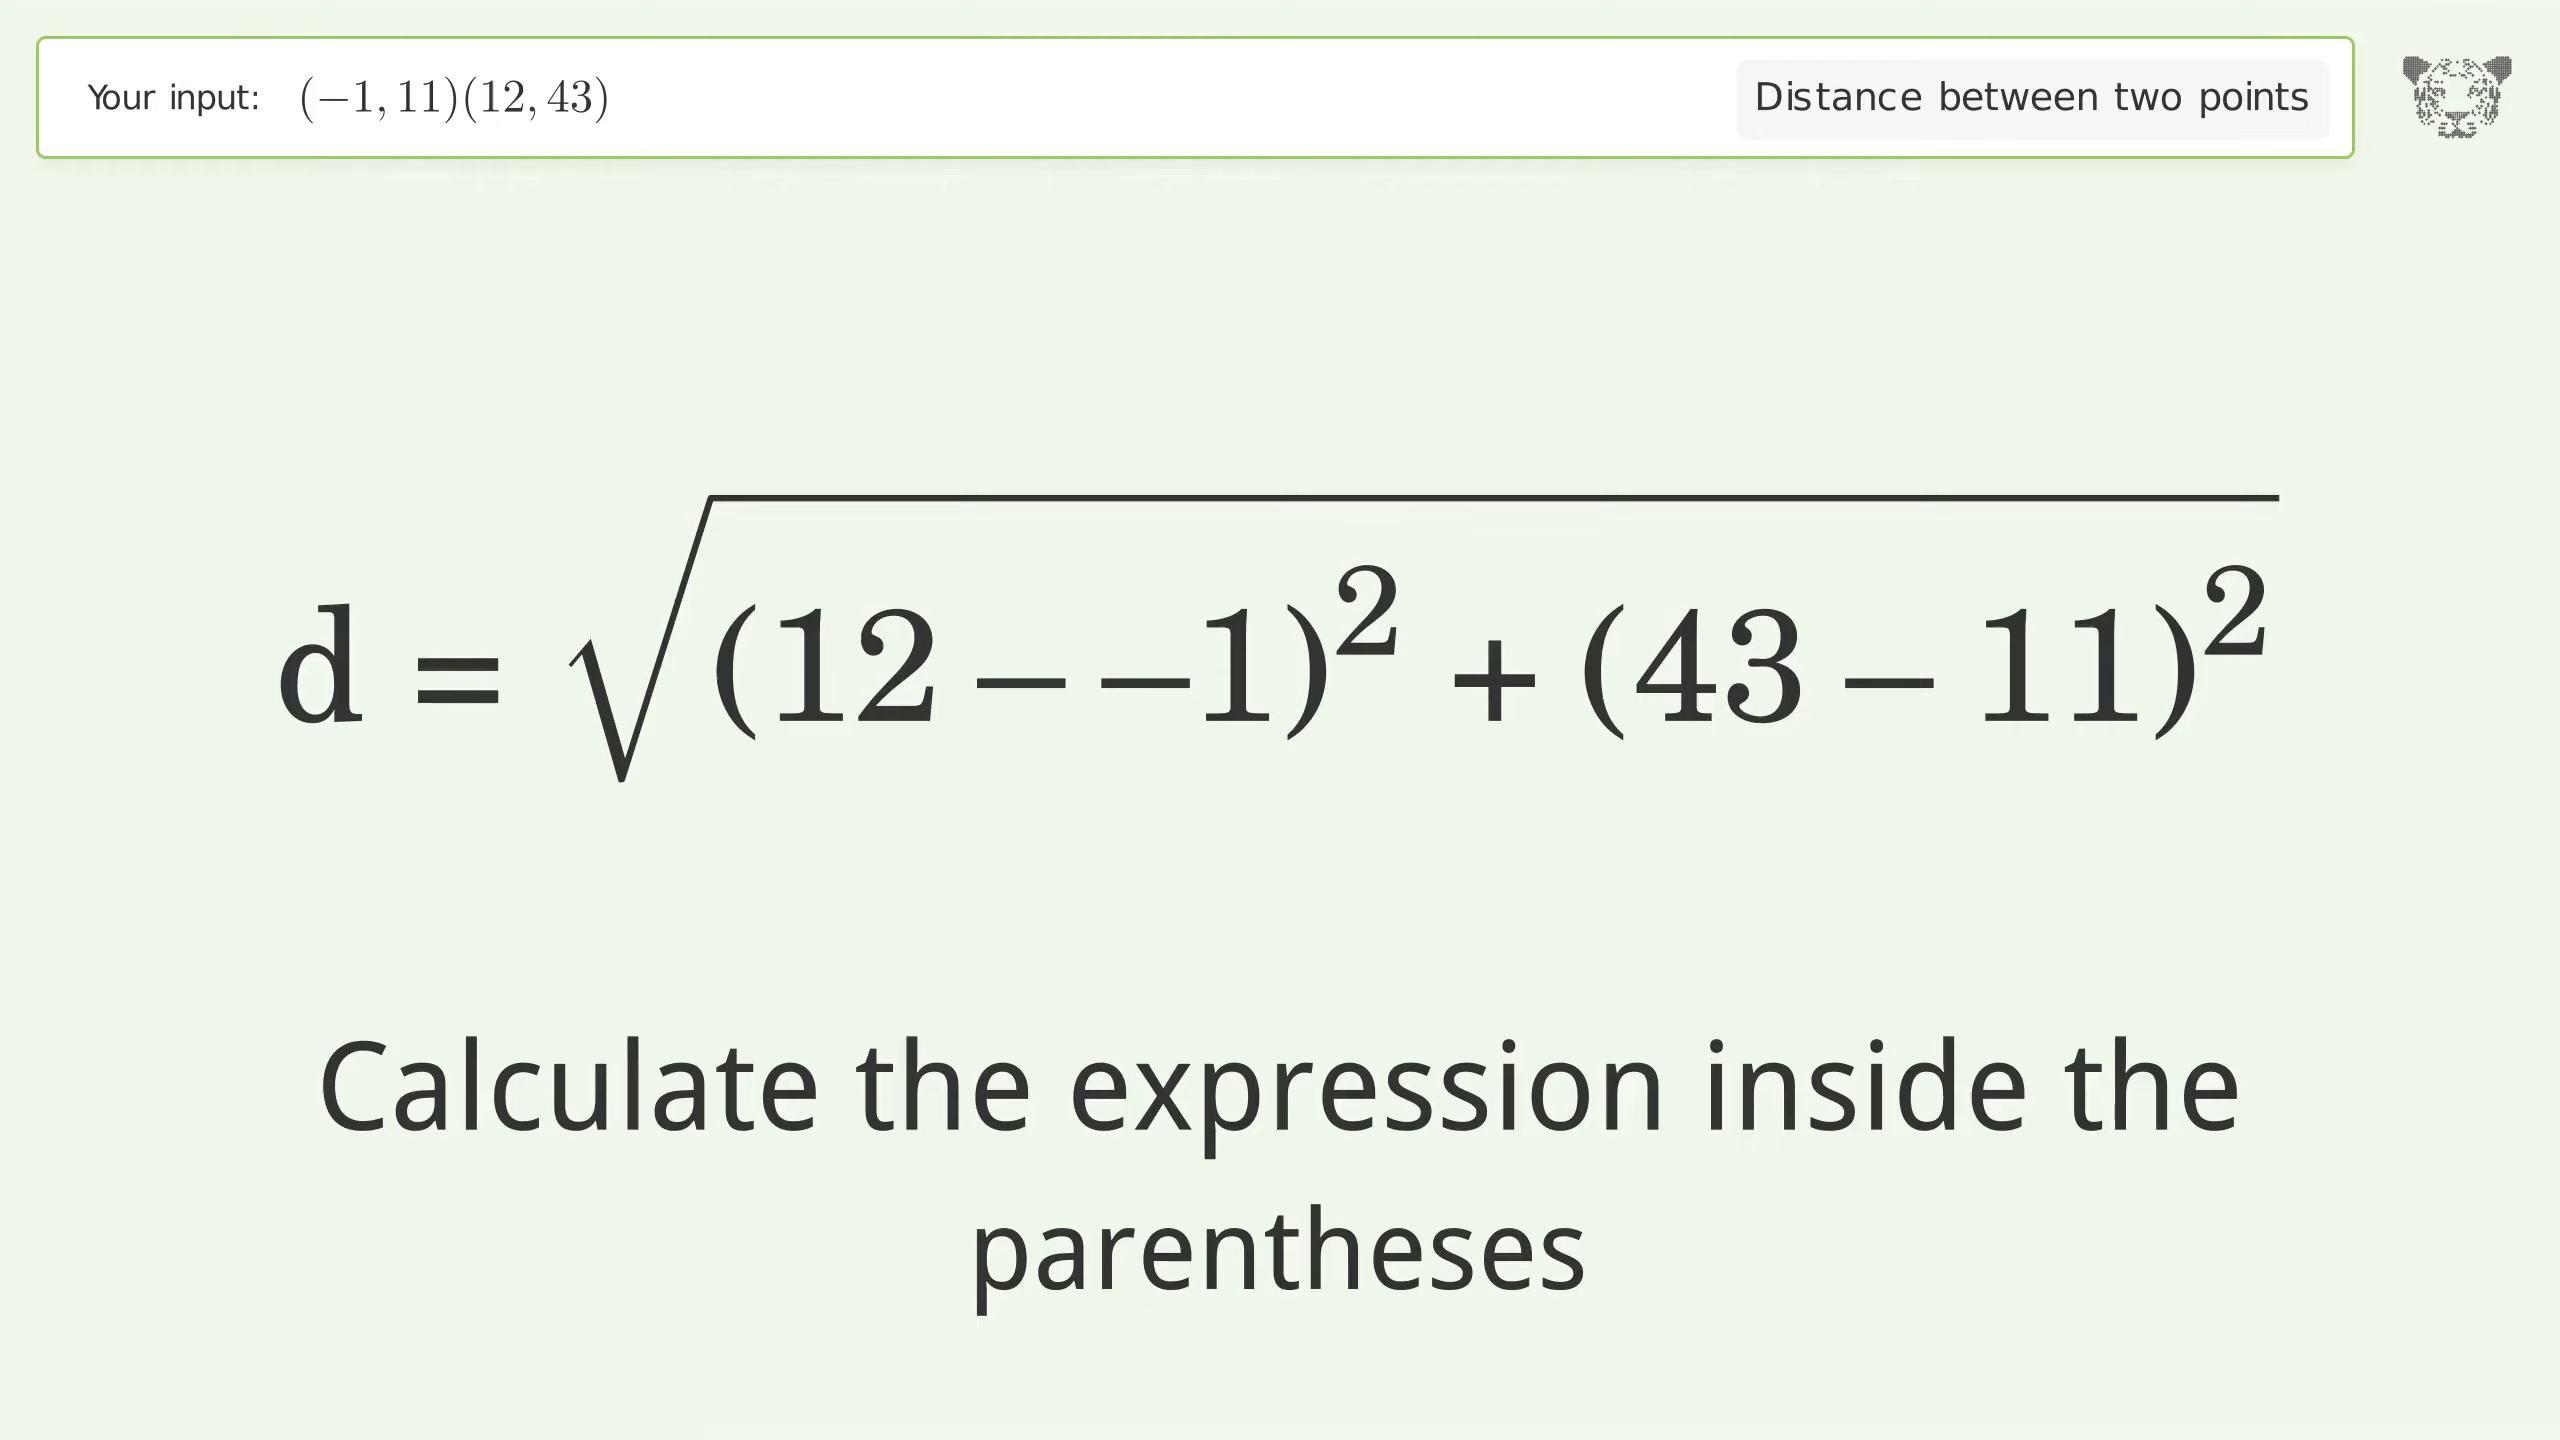 Your input: (−1, 11)(12, 43)
Distance between two points
d = √(12 − −1)² + (43 − 11)²
Calculate the expression inside the
parentheses